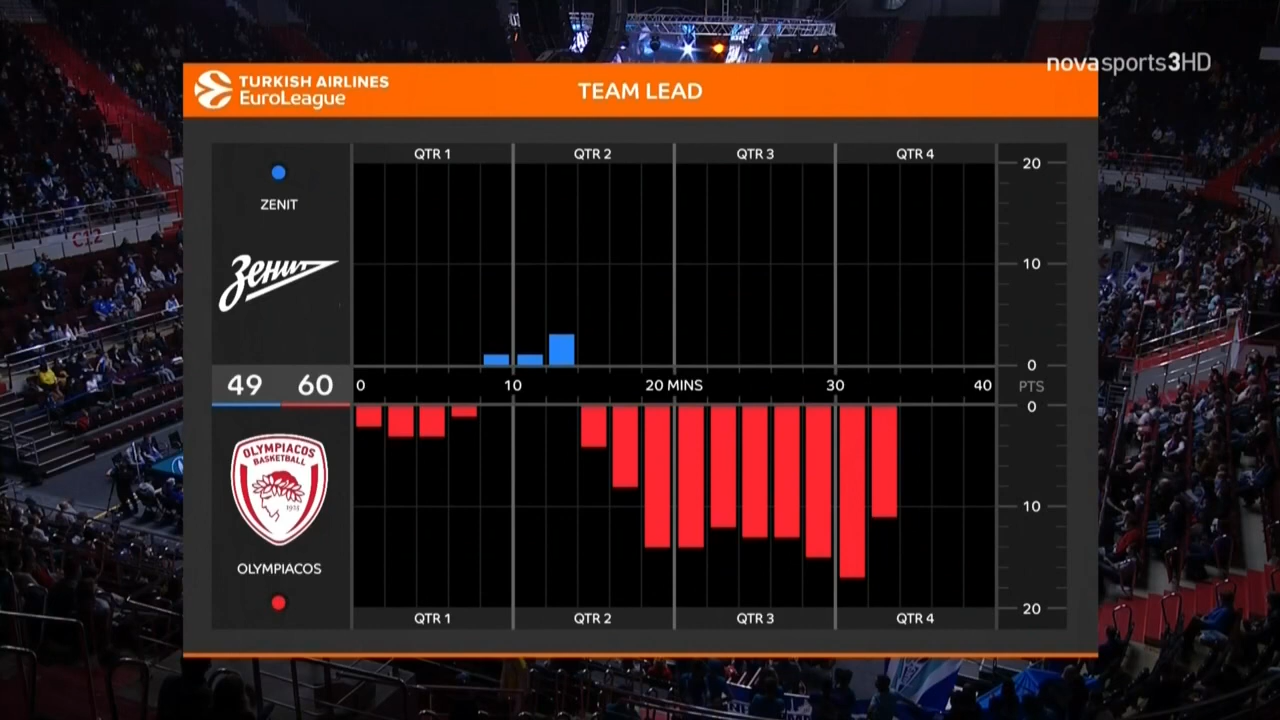 novasports3HD
TURKISH AIRLINES
EuroLeague
TEAM LEAD
QTR 1 QTR 2 QTR 3 QTR 4
20
ZENIT
10
Зенит
0
49 60
0 10 20 MINS 30 40 PTS
0
OLYMPIACOS
BASKETBALL
10
OLYMPIACOS
20
QTR 1 QTR 2 QTR 3 QTR 4
C12